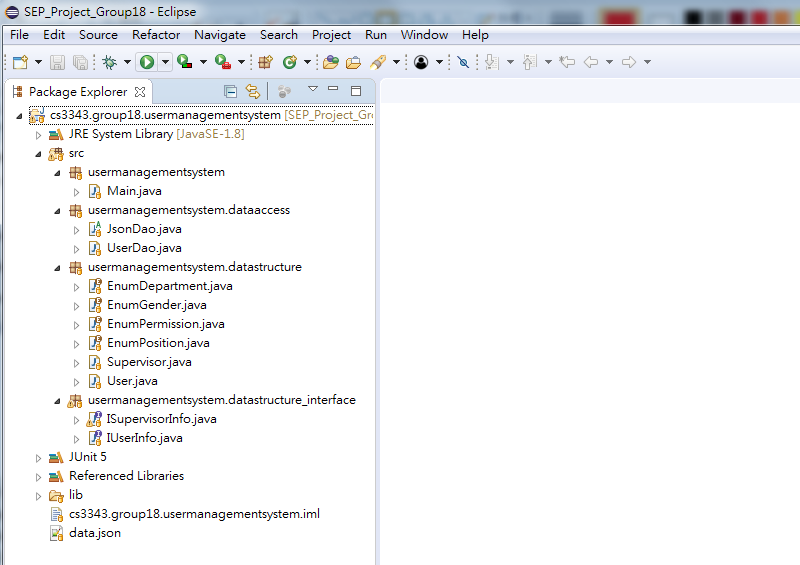 SEP_Project_Group18 - Eclipse
File Edit Source Refactor Navigate Search Project Run Window Help
Package Explorer
cs3343.group18.usermanagementsystem [SEP_Project_Gr
JRE System Library [JavaSE-1.8]
src
usermanagementsystem
Main.java
usermanagementsystem.dataaccess
JsonDao.java
UserDao.java
usermanagementsystem.datastructure
EnumDepartment.java
EnumGender.java
EnumPermission.java
EnumPosition.java
Supervisor.java
User.java
usermanagementsystem.datastructure_interface
ISupervisorInfo.java
IUserInfo.java
JUnit 5
Referenced Libraries
lib
cs3343.group18.usermanagementsystem.iml
data.json